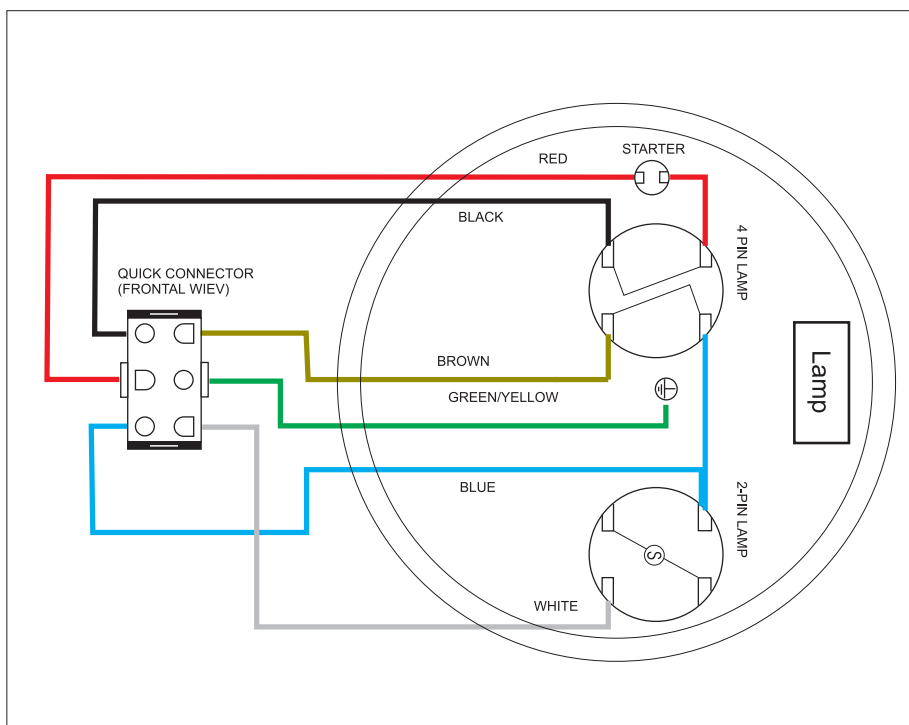 STARTER
RED
BLACK
4 PIN LAMP
QUICK CONNECTOR
(FRONTAL WIEV)
Lamp
BROWN
GREEN/YELLOW
BLUE
2-PIN LAMP
S
WHITE